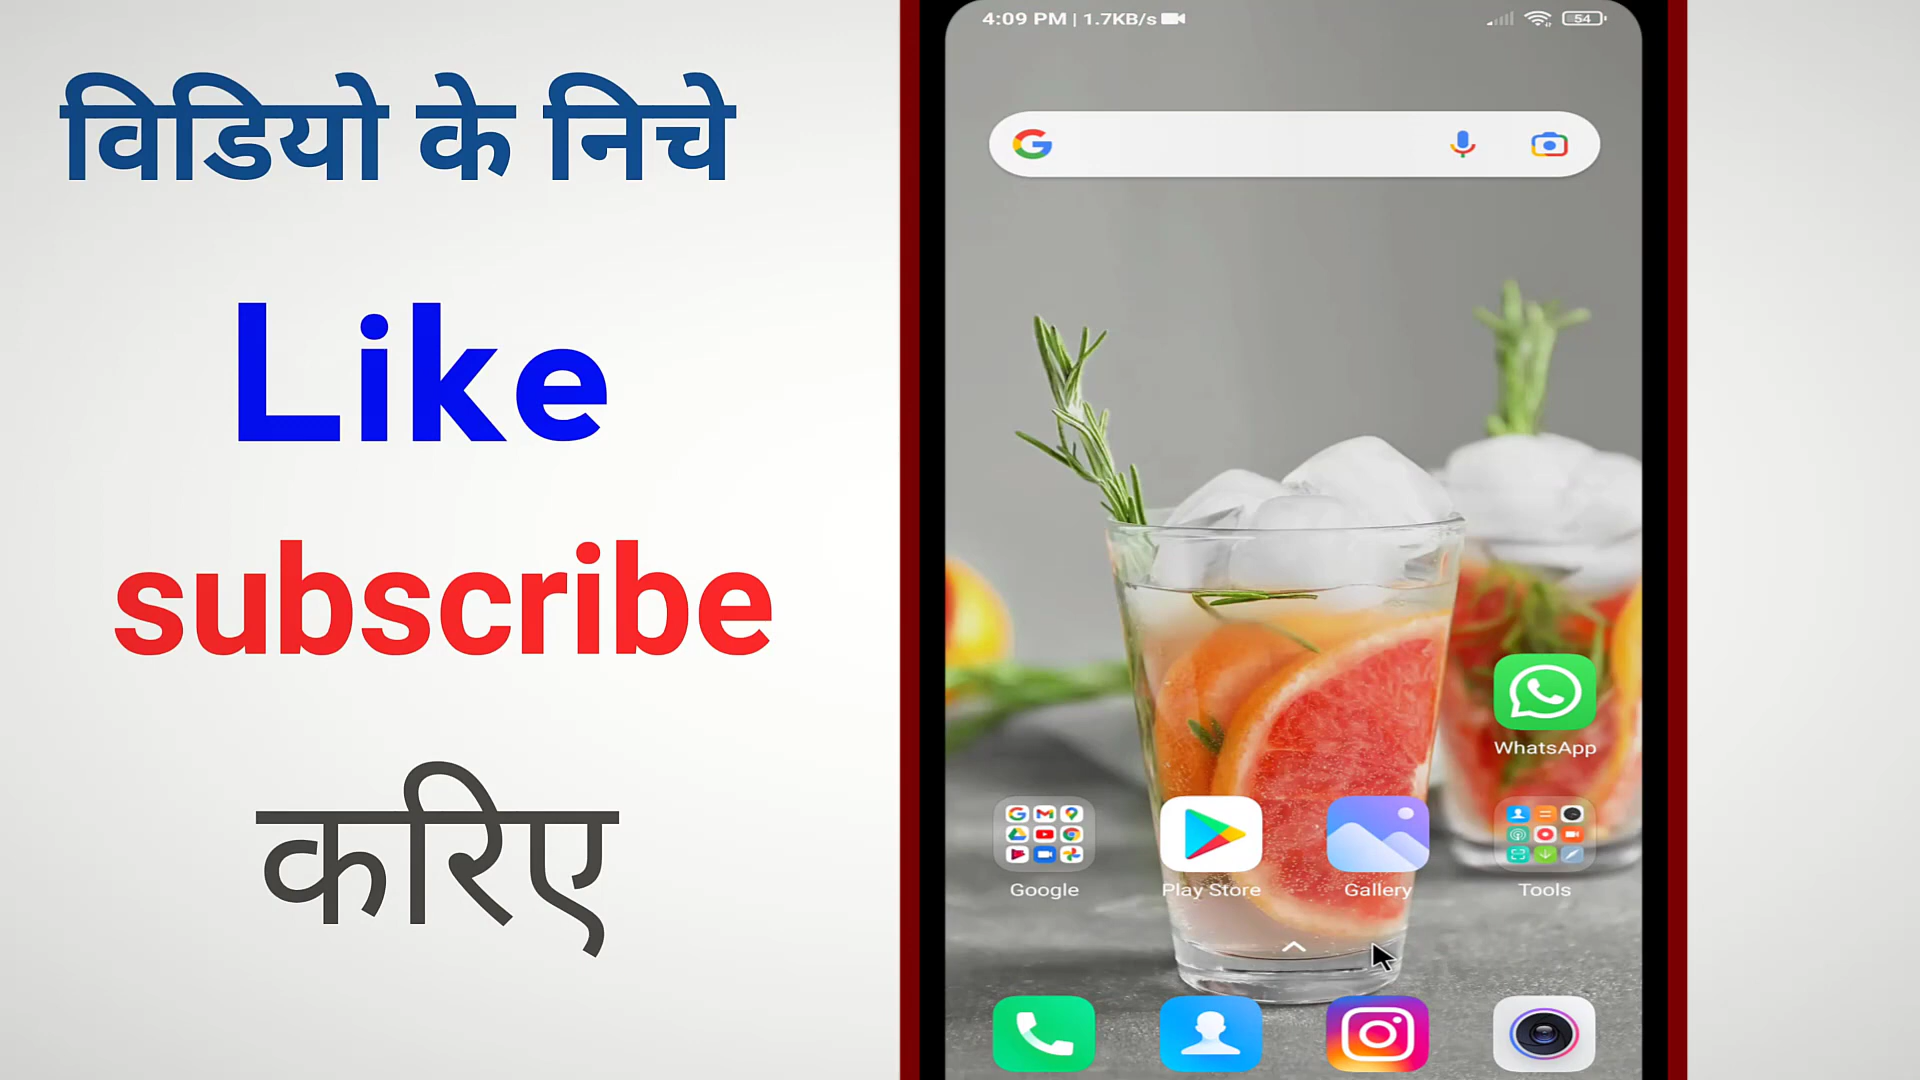 विडियो के निचे
Like
subscribe
करिए
4:09 PM | 1.7KB/s
54
WhatsApp
Google
Play Store
Gallery
Tools